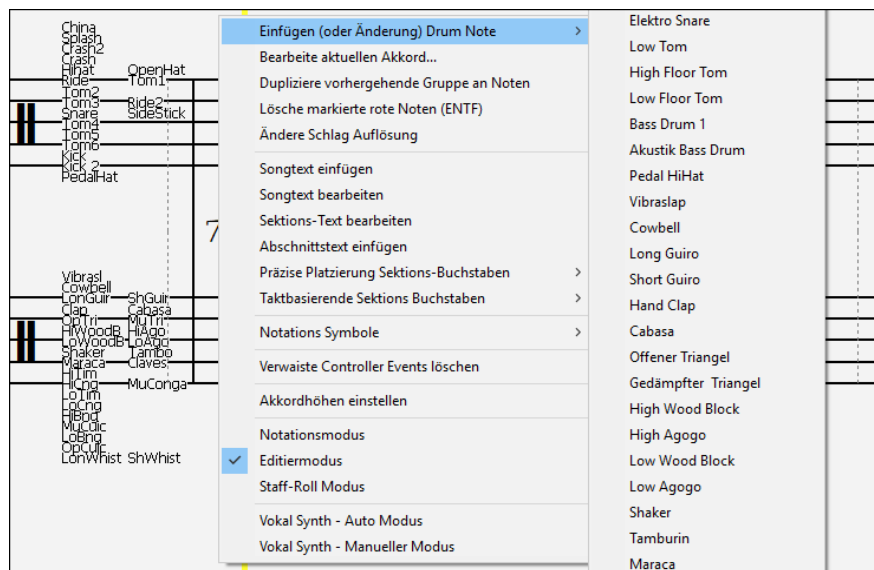 China
Splash
Crash2
Crash
Hihat OpenHat
Ride Tom1
Tom2
Tom3 Ride2
Snare SideStick
Tom4
Tom5
Tom6
Kick
Kick 2
PedalHat
7
Vibrasl
Cowbell
LonGuir ShGuir
Clap Cabasa
OpTri MuTri
HiWoodB HiAgo
LoWoodB LoAgo
Shaker Tambo
Maraca Claves
HiTim
HiCng MuConga
LoTim
LoCng
HiBng
MuCuic
LoBng
OpCuic
LonWhist ShWhist
Einfügen (oder Änderung) Drum Note
Bearbeite aktuellen Akkord...
Dupliziere vorhergehende Gruppe an Noten
Lösche markierte rote Noten (ENTF)
Ändere Schlag Auflösung
Songtext einfügen
Songtext bearbeiten
Sektions-Text bearbeiten
Abschnittstext einfügen
Präzise Platzierung Sektions-Buchstaben
Taktbasierende Sektions Buchstaben
Notations Symbole
Verwaiste Controller Events löschen
Akkordhöhen einstellen
Notationsmodus
Editiermodus
Staff-Roll Modus
Vokal Synth - Auto Modus
Vokal Synth - Manueller Modus
Elektro Snare
Low Tom
High Floor Tom
Low Floor Tom
Bass Drum 1
Akustik Bass Drum
Pedal HiHat
Vibraslap
Cowbell
Long Guiro
Short Guiro
Hand Clap
Cabasa
Offener Triangel
Gedämpfter Triangel
High Wood Block
High Agogo
Low Wood Block
Low Agogo
Shaker
Tamburin
Maraca